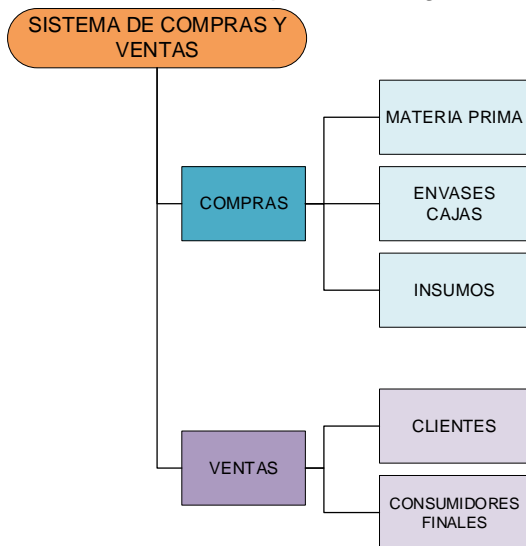 SISTEMA DE COMPRAS Y
VENTAS
MATERIA PRIMA
COMPRAS
ENVASES
CAJAS
INSUMOS
CLIENTES
VENTAS
CONSUMIDORES
FINALES